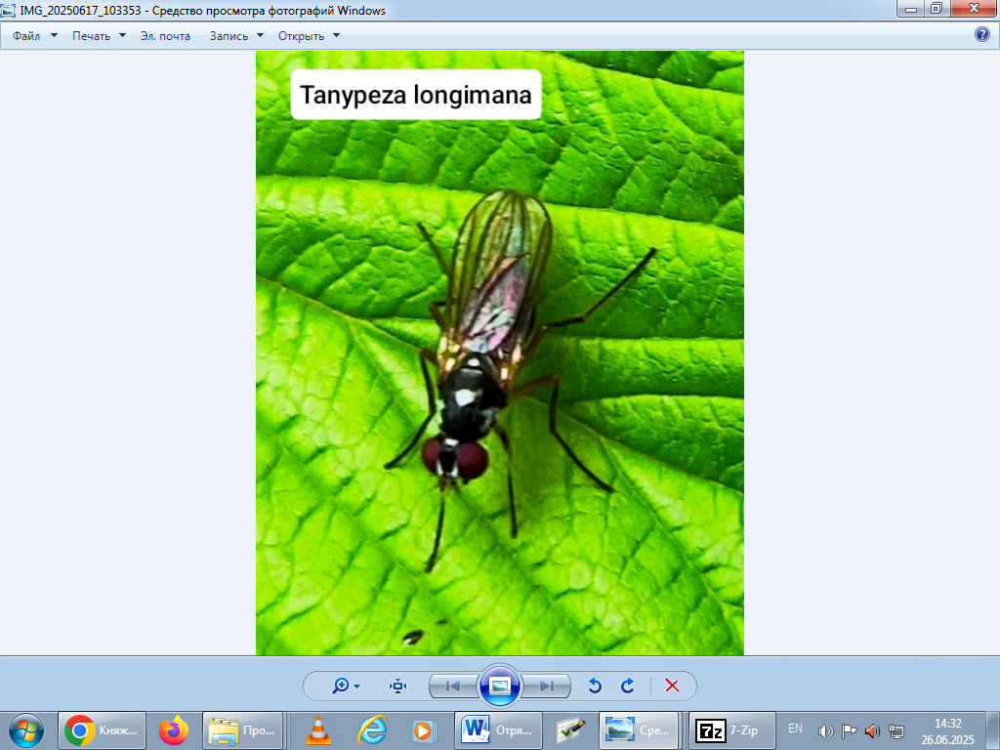 IMG_20250617_103353 - Средство просмотра фотографий Windows
Файл Печать Эл. почта Запись Открыть ?
Tanypeza longimana
Княж... Про... Отря... Сре... 7z 7-Zip EN 14:32
26.06.2025